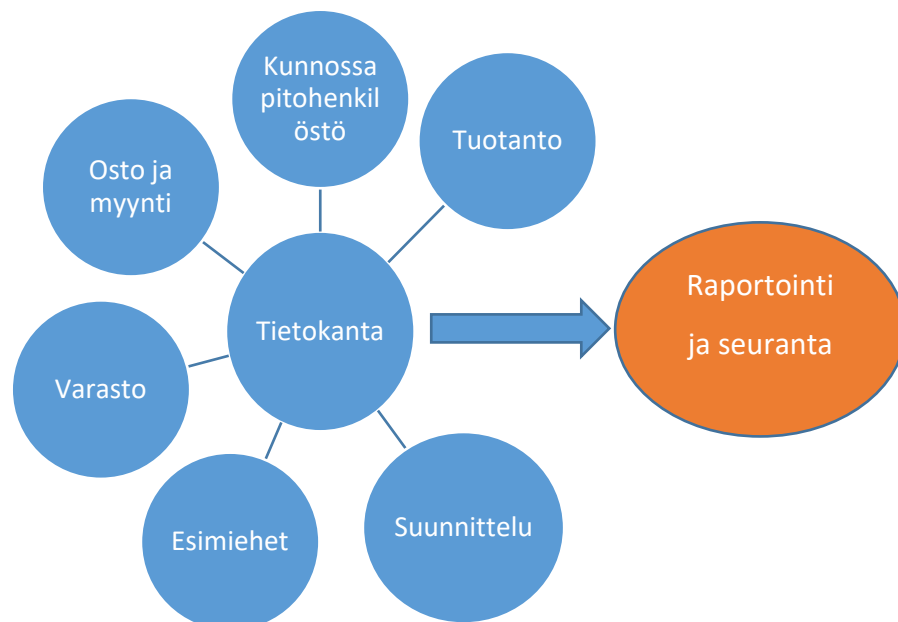 Kunnossa
pitohenkil
östö
Tuotanto
Osto ja
myynti
Raportointi
ja seuranta
Tietokanta
Varasto
Suunnittelu
Esimiehet